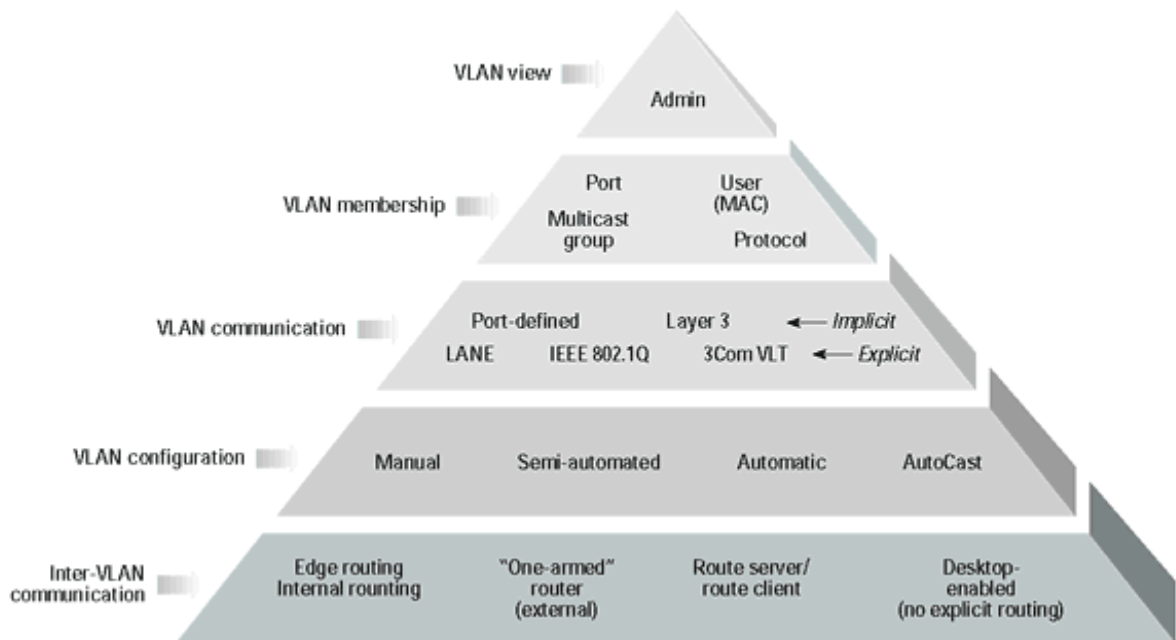 VLAN view
Admin
VLAN membership
Port
User
(MAC)
Multicast
group
Protocol
VLAN communication
Port-defined Layer 3 Implicit
LANE IEEE 802.1Q 3Com VLT Explicit
VLAN configuration
Manual Semi-automated Automatic AutoCast
Inter-VLAN
communication
Edge routing
Internal rounting
"One-armed"
router
(external)
Route server/
route client
Desktop-
enabled
(no explicit routing)